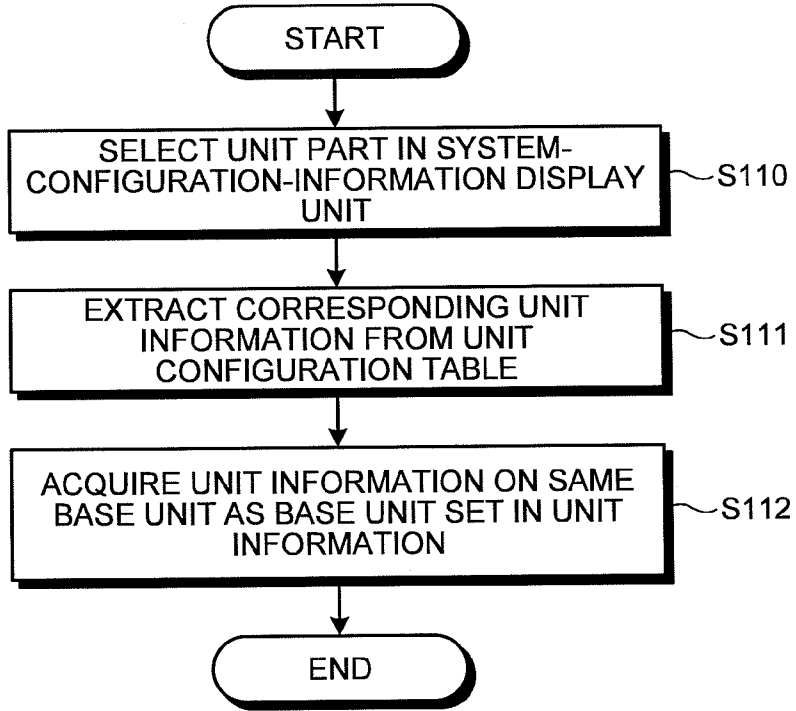 START
SELECT UNIT PART IN SYSTEM-
CONFIGURATION-INFORMATION DISPLAY
UNIT
S110
EXTRACT CORRESPONDING UNIT
INFORMATION FROM UNIT
CONFIGURATION TABLE
S111
ACQUIRE UNIT INFORMATION ON SAME
BASE UNIT AS BASE UNIT SET IN UNIT
INFORMATION
S112
END